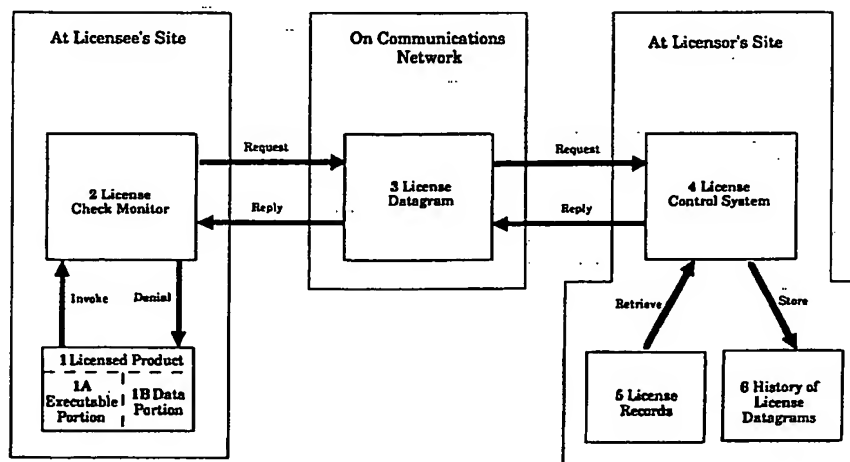 At Licensee's Site
On Communications
Network
At Licensor's Site
Request
Request
2 License
Check Monitor
3 License
Datagram
4 License
Control System
Reply
Reply
Invoke
Denial
Retrieve
Store
1 Licensed Product
1A
Executable
Portion
1B Data
Portion
5 License
Records
6 History of
License
Datagrams